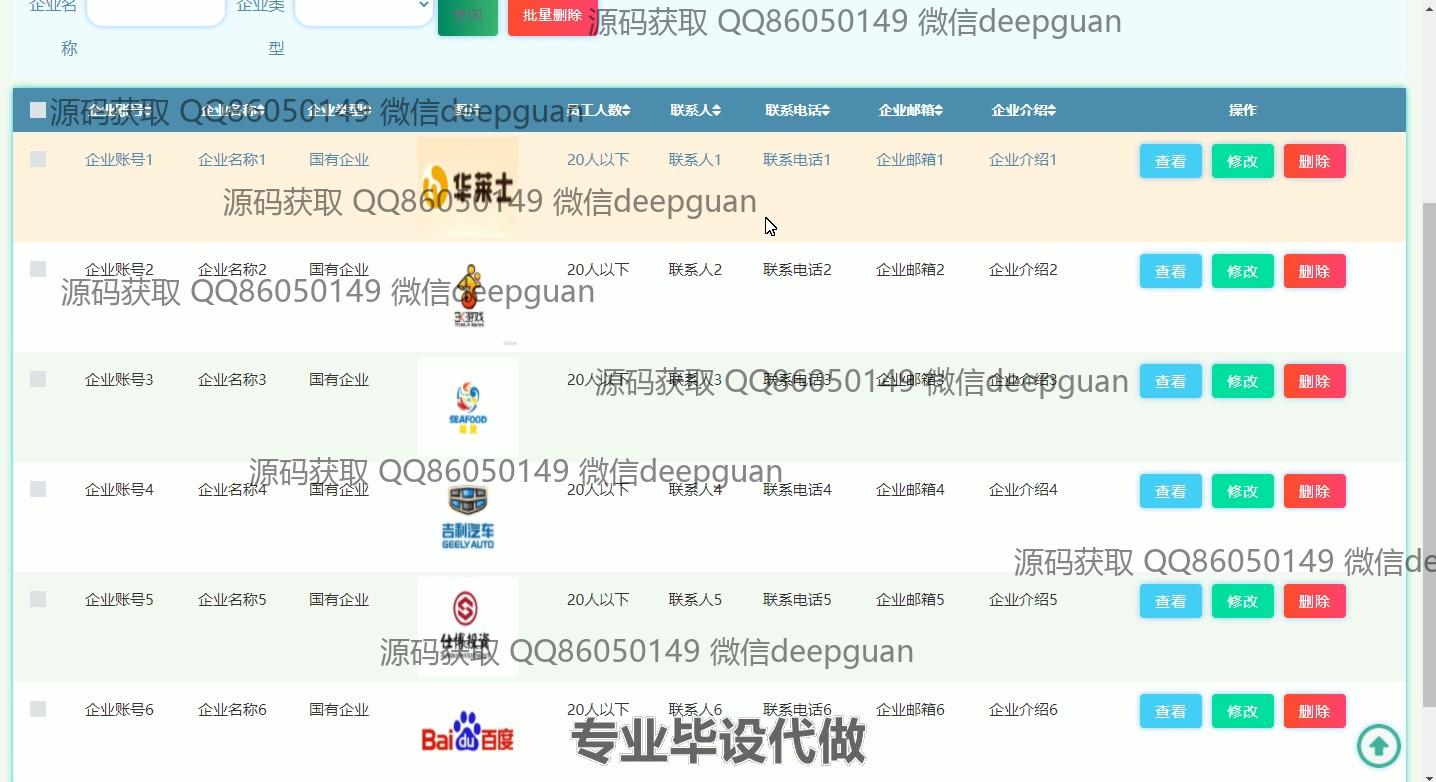 企业名称
企业类型
查询
批量删除
源码获取 QQ86050149 微信deepguan
企业账号 企业名称 企业类型 图片 员工人数 联系人 联系电话 企业邮箱 企业介绍 操作
源码获取 QQ86050149 微信deepguan
企业账号1 企业名称1 国有企业 华莱士 20人以下 联系人1 联系电话1 企业邮箱1 企业介绍1 查看 修改 删除
源码获取 QQ86050149 微信deepguan
企业账号2 企业名称2 国有企业 20人以下 联系人2 联系电话2 企业邮箱2 企业介绍2 查看 修改 删除
源码获取 QQ86050149 微信deepguan
企业账号3 企业名称3 国有企业 SEAFOOD 20人以下 联系人3 联系电话3 企业邮箱3 企业介绍3 查看 修改 删除
源码获取 QQ86050149 微信deepguan
源码获取 QQ86050149 微信deepguan
企业账号4 企业名称4 国有企业 吉利汽车 GEELY AUTO 20人以下 联系人4 联系电话4 企业邮箱4 企业介绍4 查看 修改 删除
源码获取 QQ86050149 微信de
企业账号5 企业名称5 国有企业 仕博投资 20人以下 联系人5 联系电话5 企业邮箱5 企业介绍5 查看 修改 删除
源码获取 QQ86050149 微信deepguan
企业账号6 企业名称6 国有企业 Baidu百度 20人以下 联系人6 联系电话6 企业邮箱6 企业介绍6 查看 修改 删除
专业毕设代做